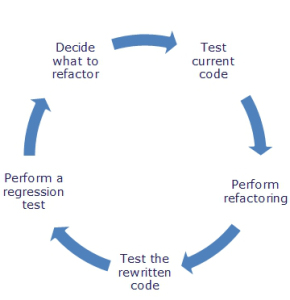 Decide
what to
refactor
Test
current
code
Perform
refactoring
Test the
rewritten
code
Perform a
regression
test